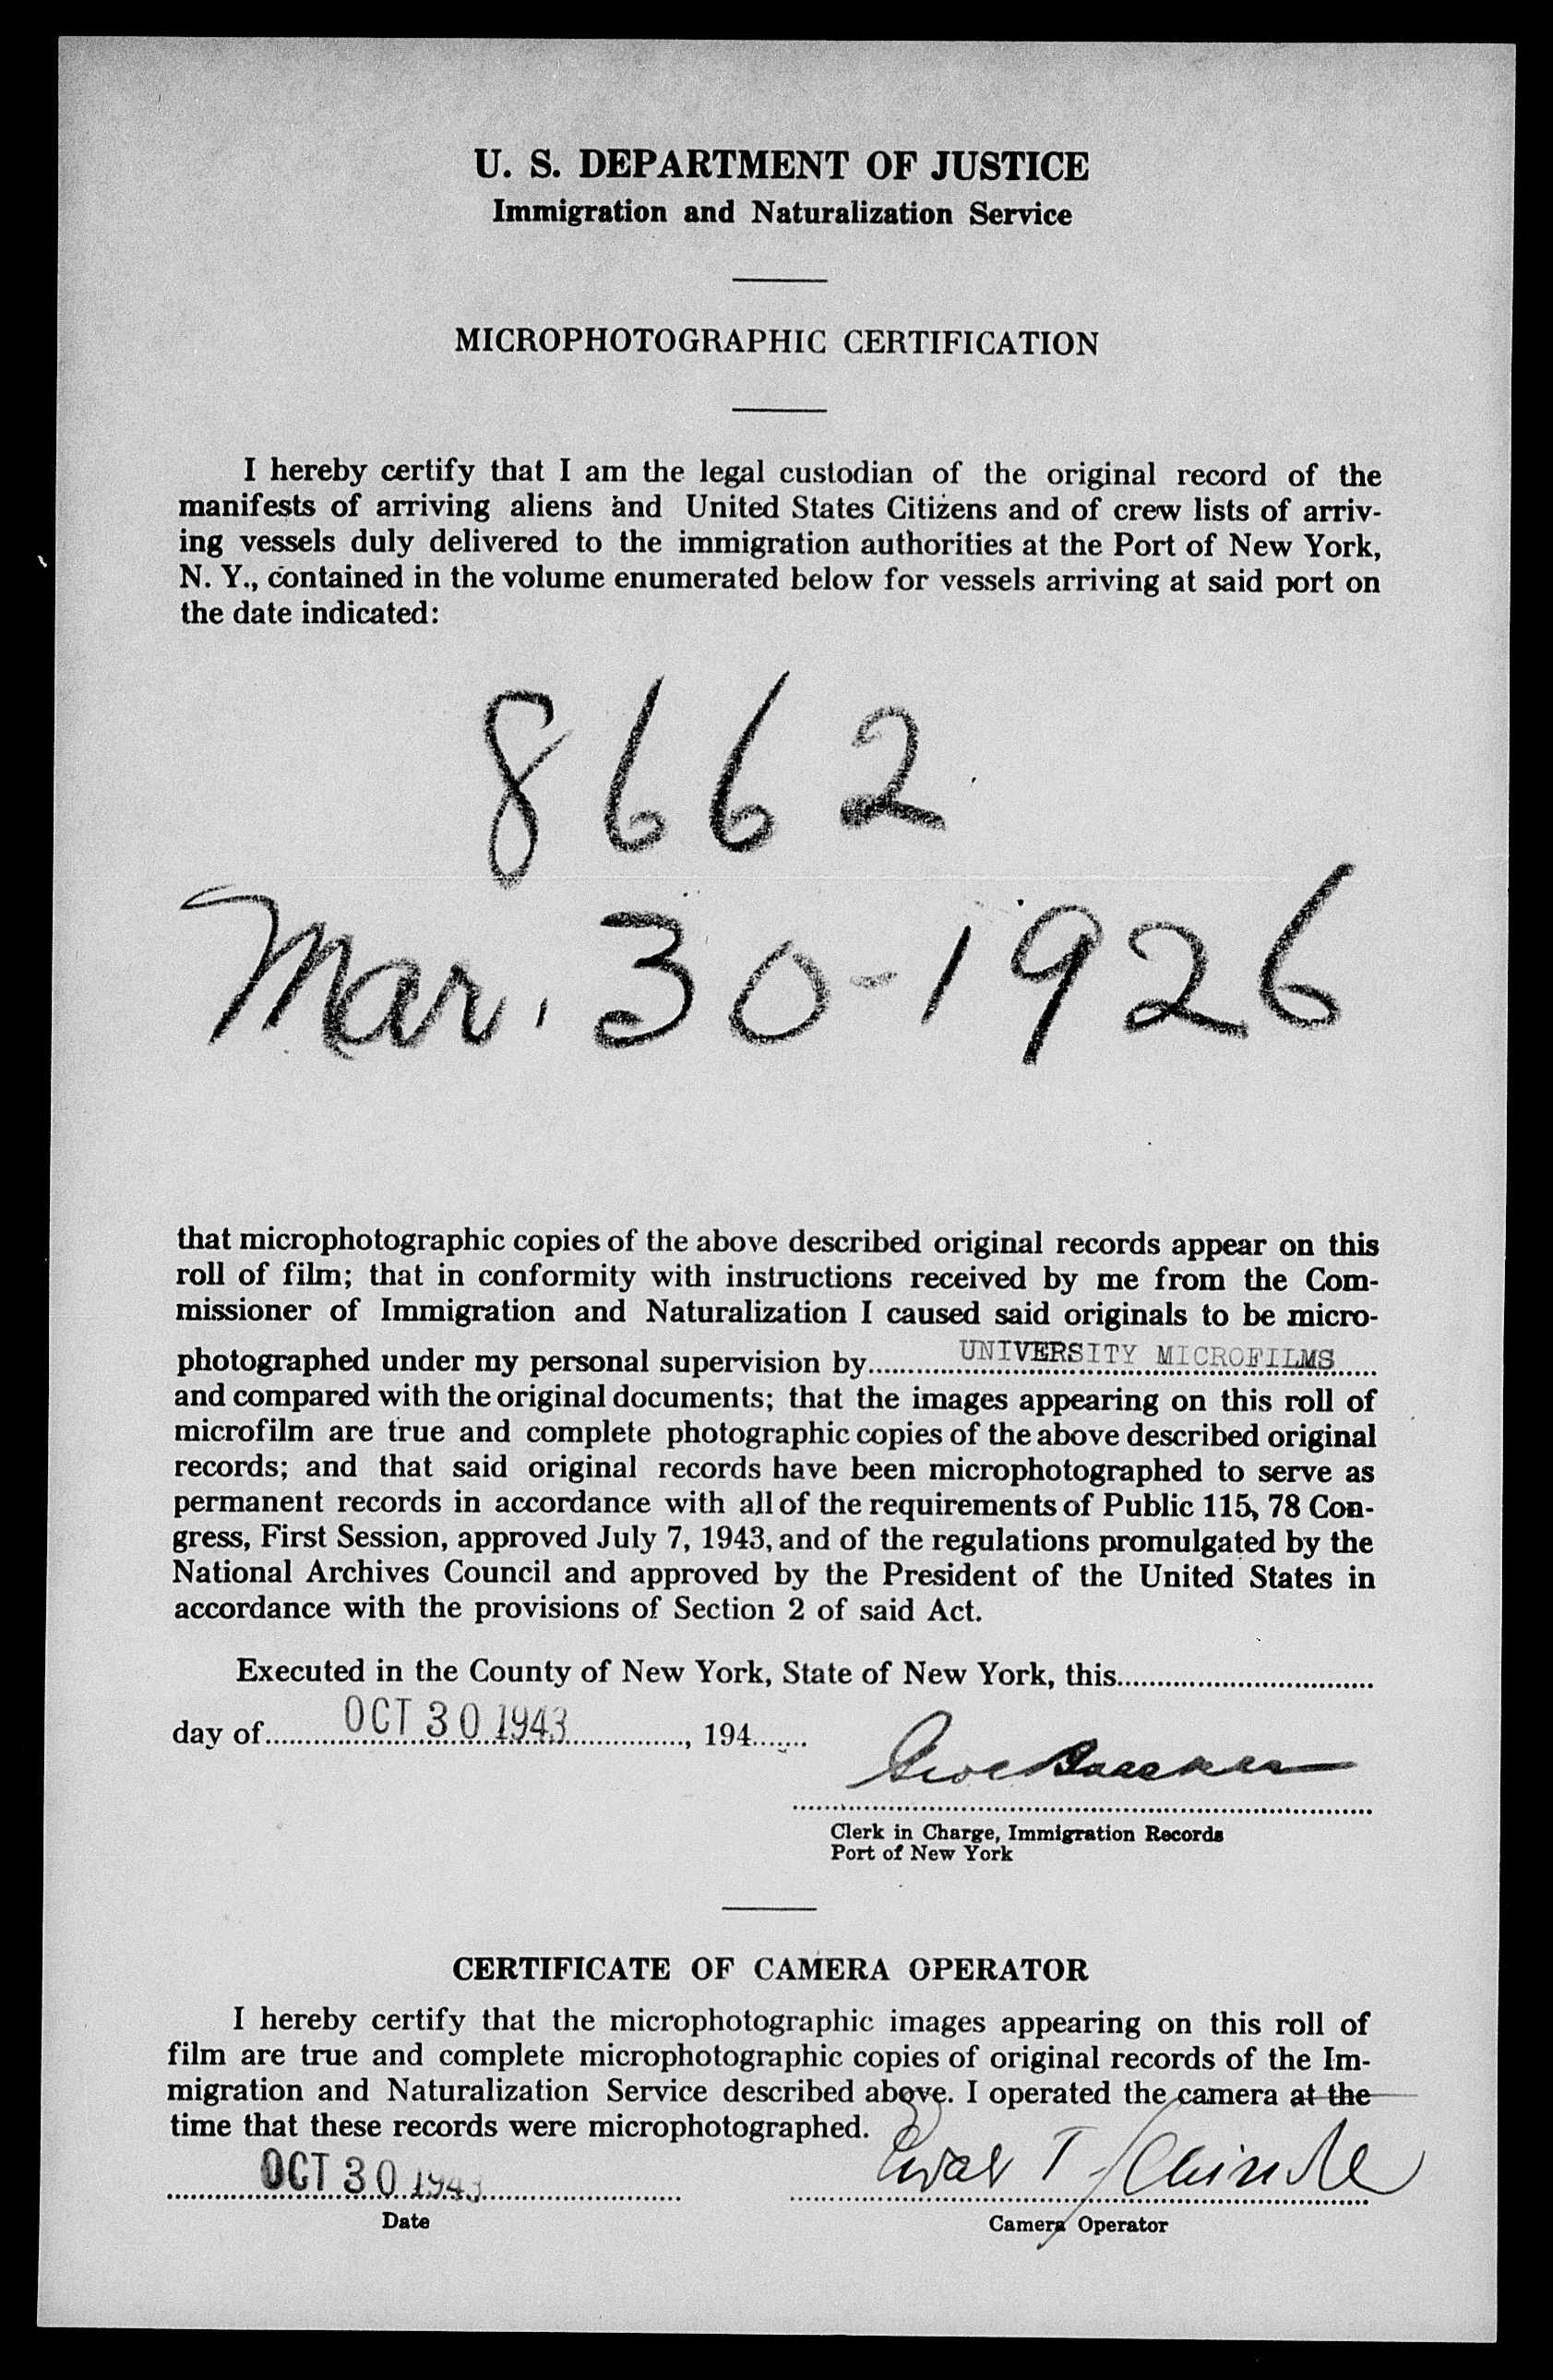 U. S. DEPARTMENT OF JUSTICE
Immigration and Naturalization Service
MICROPHOTOGRAPHIC CERTIFICATION
I hereby certify that I am the legal custodian of the original record of the
manifests of arriving aliens and United States Citizens and of crew lists of arriv-
ing vessels duly delivered to the immigration authorities at the Port of New York,
N. Y., contained in the volume enumerated below for vessels arriving at said port on
the date indicated:
8662
Mar. 30-1926
that microphotographic copies of the above described original records appear on this
roll of film; that in conformity with instructions received by me from the Com-
missioner of Immigration and Naturalization I caused said originals to be micro-
photographed under my personal supervision by UNIVERSITY MICROFILMS
and compared with the original documents; that the images appearing on this roll of
microfilm are true and complete photographic copies of the above described original
records; and that said original records have been microphotographed to serve as
permanent records in accordance with all of the requirements of Public 115, 78 Con-
gress, First Session, approved July 7, 1943, and of the regulations promulgated by the
National Archives Council and approved by the President of the United States in
accordance with the provisions of Section 2 of said Act.
Executed in the County of New York, State of New York, this
day of OCT 30 1943, 194
Clerk in Charge, Immigration Records
Port of New York
CERTIFICATE OF CAMERA OPERATOR
I hereby certify that the microphotographic images appearing on this roll of
film are true and complete microphotographic copies of original records of the Im-
migration and Naturalization Service described above. I operated the camera at the
time that these records were microphotographed.
OCT 30 1943
Date
Camera Operator